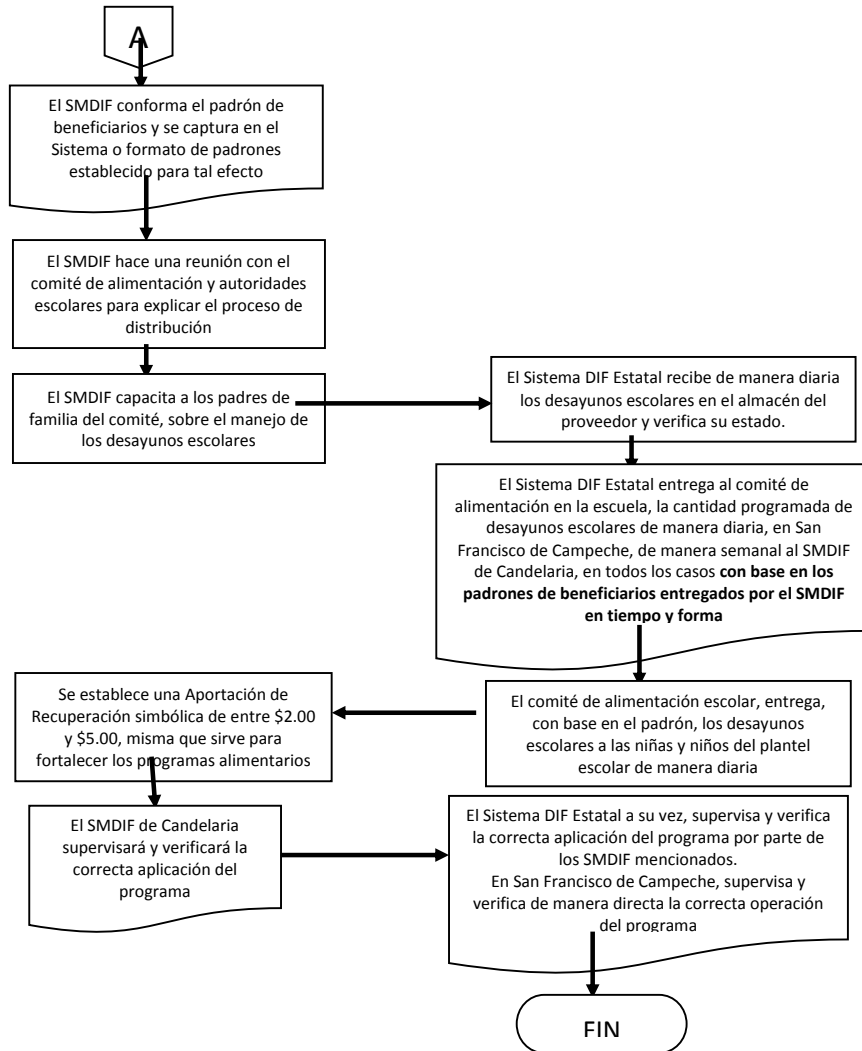 A
El SMDIF conforma el padrón de
beneficiarios y se captura en el
Sistema o formato de padrones
establecido para tal efecto
El SMDIF hace una reunión con el
comité de alimentación y autoridades
escolares para explicar el proceso de
distribución
El SMDIF capacita a los padres de
familia del comité, sobre el manejo de
los desayunos escolares
El Sistema DIF Estatal recibe de manera diaria
los desayunos escolares en el almacén del
proveedor y verifica su estado.
El Sistema DIF Estatal entrega al comité de
alimentación en la escuela, la cantidad programada de
desayunos escolares de manera diaria, en San
Francisco de Campeche, de manera semanal al SMDIF
de Candelaria, en todos los casos con base en los
padrones de beneficiarios entregados por el SMDIF
en tiempo y forma
El comité de alimentación escolar, entrega,
con base en el padrón, los desayunos
escolares a las niñas y niños del plantel
escolar de manera diaria
Se establece una Aportación de
Recuperación simbólica de entre $2.00
y $5.00, misma que sirve para
fortalecer los programas alimentarios
El SMDIF de Candelaria
supervisará y verificará la
correcta aplicación del
programa
El Sistema DIF Estatal a su vez, supervisa y verifica
la correcta aplicación del programa por parte de
los SMDIF mencionados.
En San Francisco de Campeche, supervisa y
verifica de manera directa la correcta operación
del programa
FIN